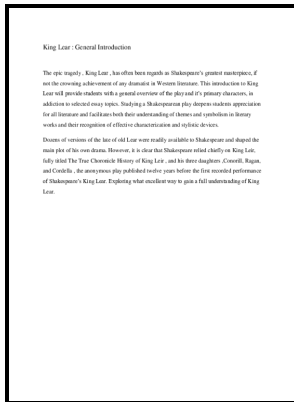 King Lear : General Introduction
The epic tragedy , King Lear , has often been regards as Shakespeare's greatest masterpiece, if
not the crowning achievement of any dramatist in Western literature. This introduction to King
Lear will provide students with a general overview of the play and it's primary characters, in
addiction to selected essay topics. Studying a Shakespearean play deepens students appreciation
for all literature and facilitates both their understanding of themes and symbolism in literary
works and their recognition of effective characterization and stylistic devices.
Dozens of versions of the late of old Lear were readily available to Shakespeare and shaped the
main plot of his own drama. However, it is clear that Shakespeare relied chiefly on King Leir,
fully titled The True Choronicle History of King Leir , and his three daughters ,Gonorill, Ragan,
and Cordella , the anonymous play published twelve years before the first recorded performance
of Shakespeare's King Lear. Exploring what excellent way to gain a full understanding of King
Lear.